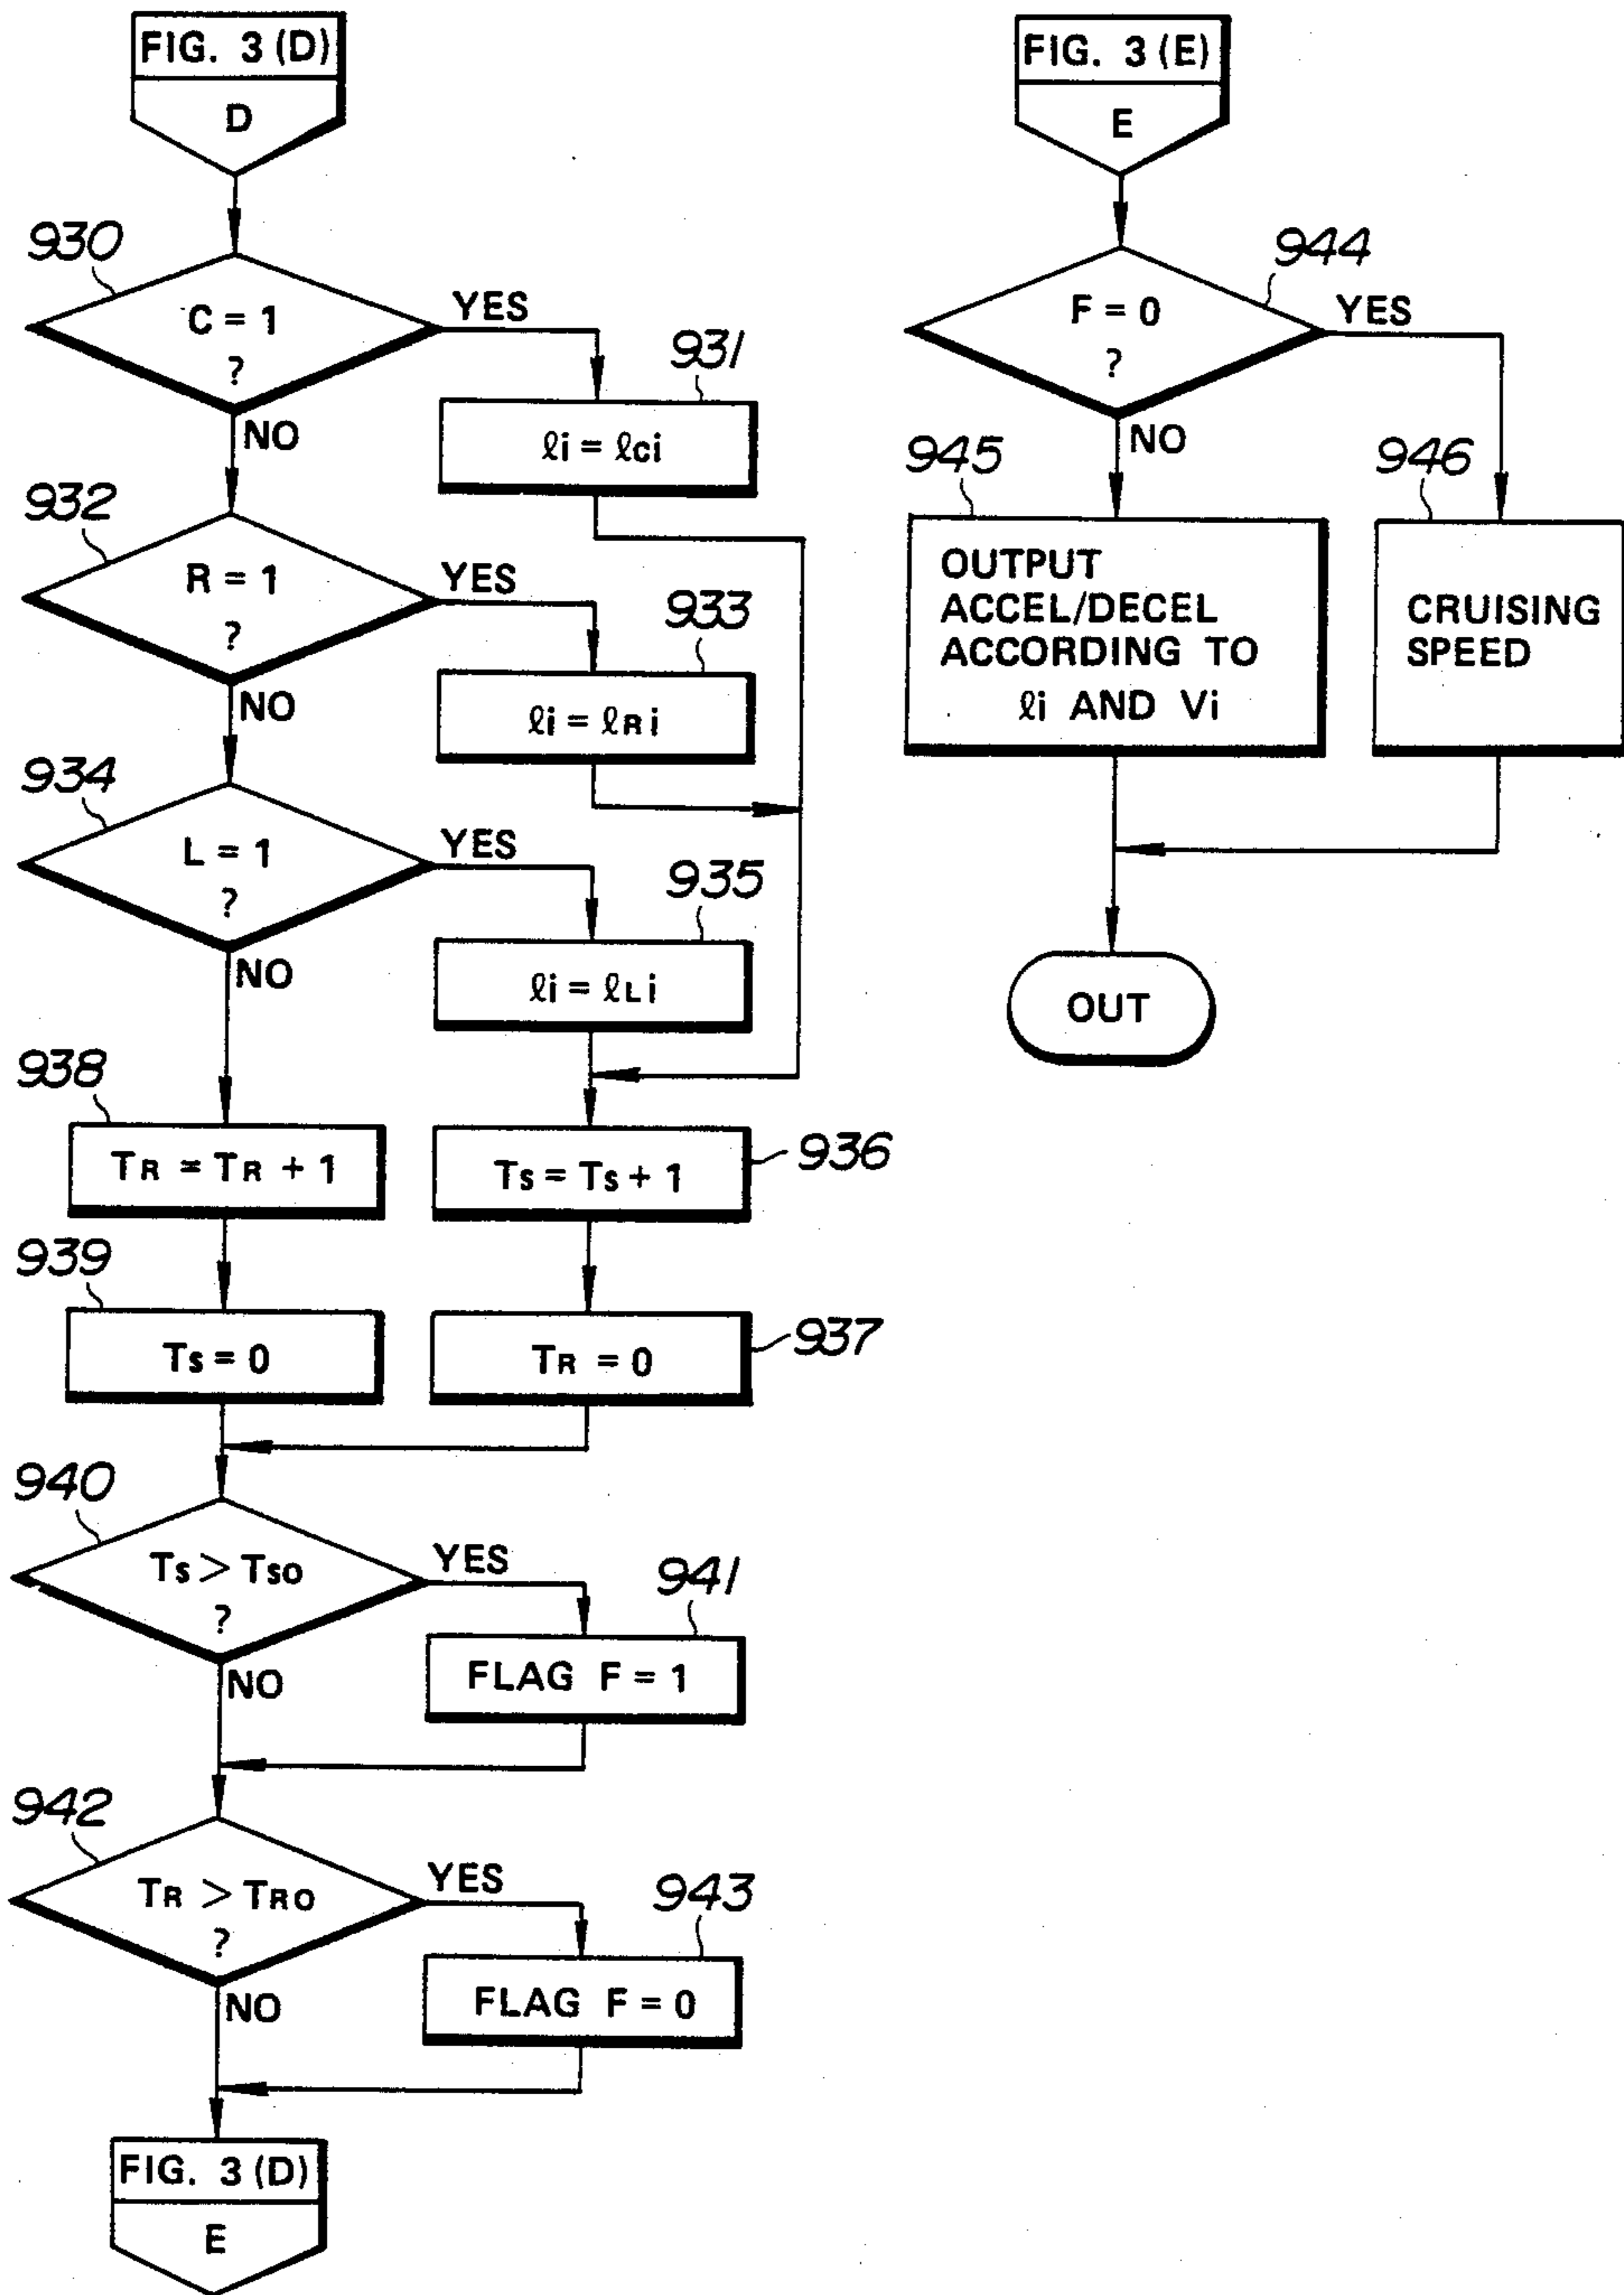 FIG. 3 (D)
D
930
C = 1
?
YES
NO
931
ℓi = ℓci
932
R = 1
?
YES
NO
933
ℓi = ℓRi
934
L = 1
?
YES
NO
935
ℓi = ℓLi
938
TR = TR + 1
Ts = Ts + 1
936
939
Ts = 0
TR = 0
937
940
Ts > Tso
?
YES
NO
941
FLAG F = 1
942
TR > TRO
?
YES
NO
943
FLAG F = 0
FIG. 3 (D)
E
FIG. 3 (E)
E
944
F = 0
?
YES
NO
945
OUTPUT
ACCEL/DECEL
ACCORDING TO
ℓi AND Vi
946
CRUISING
SPEED
OUT